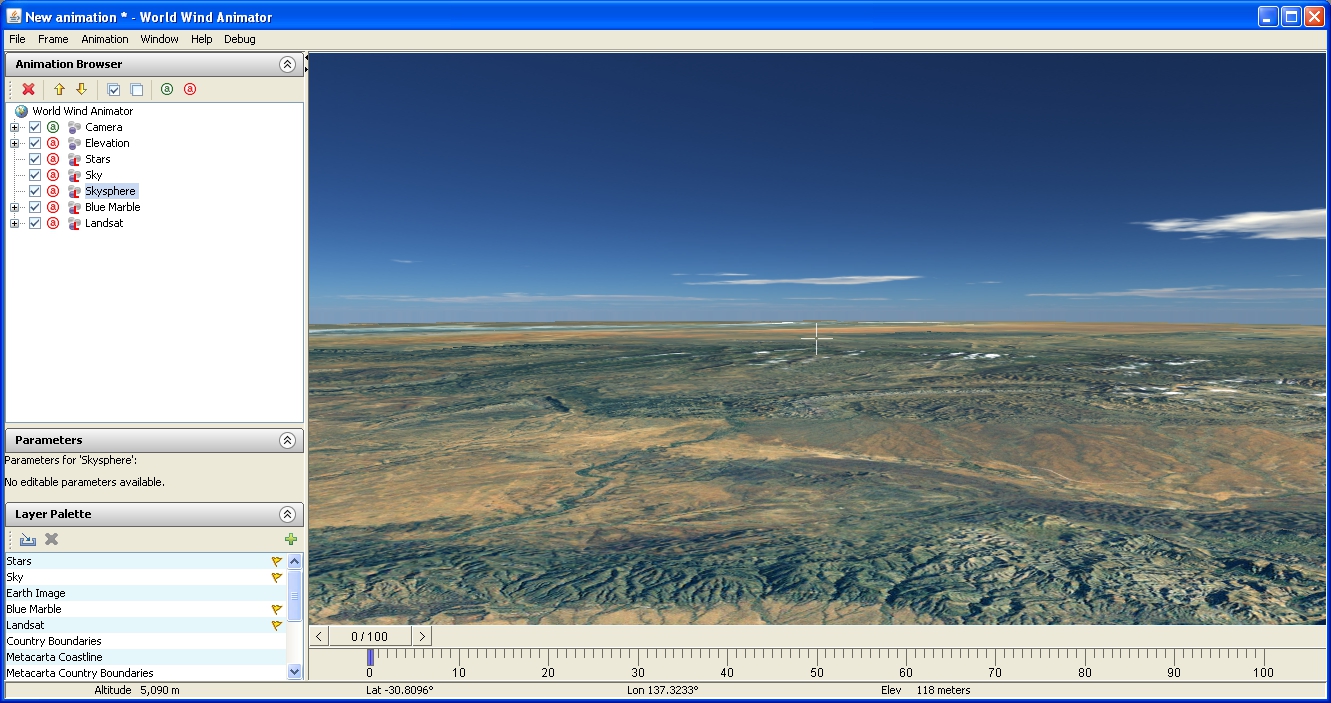 New animation * - World Wind Animator
File Frame Animation Window Help Debug
Animation Browser
a a
World Wind Animator
a Camera
a Elevation
a L Stars
a L Sky
a L Skysphere
a L Blue Marble
a L Landsat
Parameters
Parameters for 'Skysphere':
No editable parameters available.
Layer Palette
Stars
Sky
Earth Image
Blue Marble
Landsat
Country Boundaries
Metacarta Coastline
Metacarta Country Boundaries
< 0 / 100 >
0 10 20 30 40 50 60 70 80 90 100
Altitude 5,090 m Lat -30.8096° Lon 137.3233° Elev 118 meters